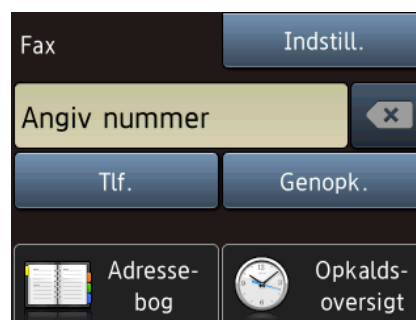 Fax
Indstill.
Angiv nummer
Tlf.
Genopk.
Adresse-
bog
Opkalds-
oversigt